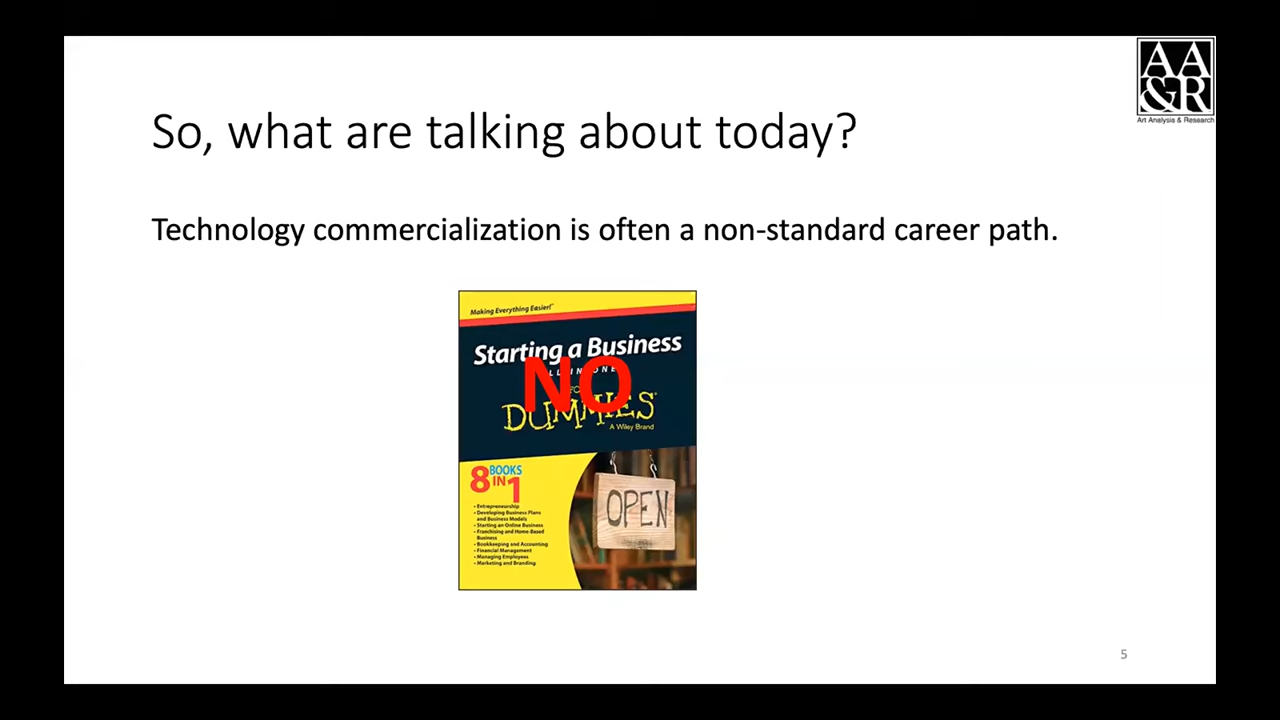 AA
&R
Art Analysis & Research
So, what are talking about today?
Technology commercialization is often a non-standard career path.
Making Everything Easier!™
Starting a Business
ALL IN ONE
NO
FOR
DUMMIES®
A Wiley Brand
8 BOOKS
IN 1
• Entrepreneurship
• Developing Business Plans
and Business Models
• Starting an Online Business
• Franchising and Home-Based
Business
• Bookkeeping and Accounting
• Financial Management
• Managing Employees
• Marketing and Branding
OPEN
5